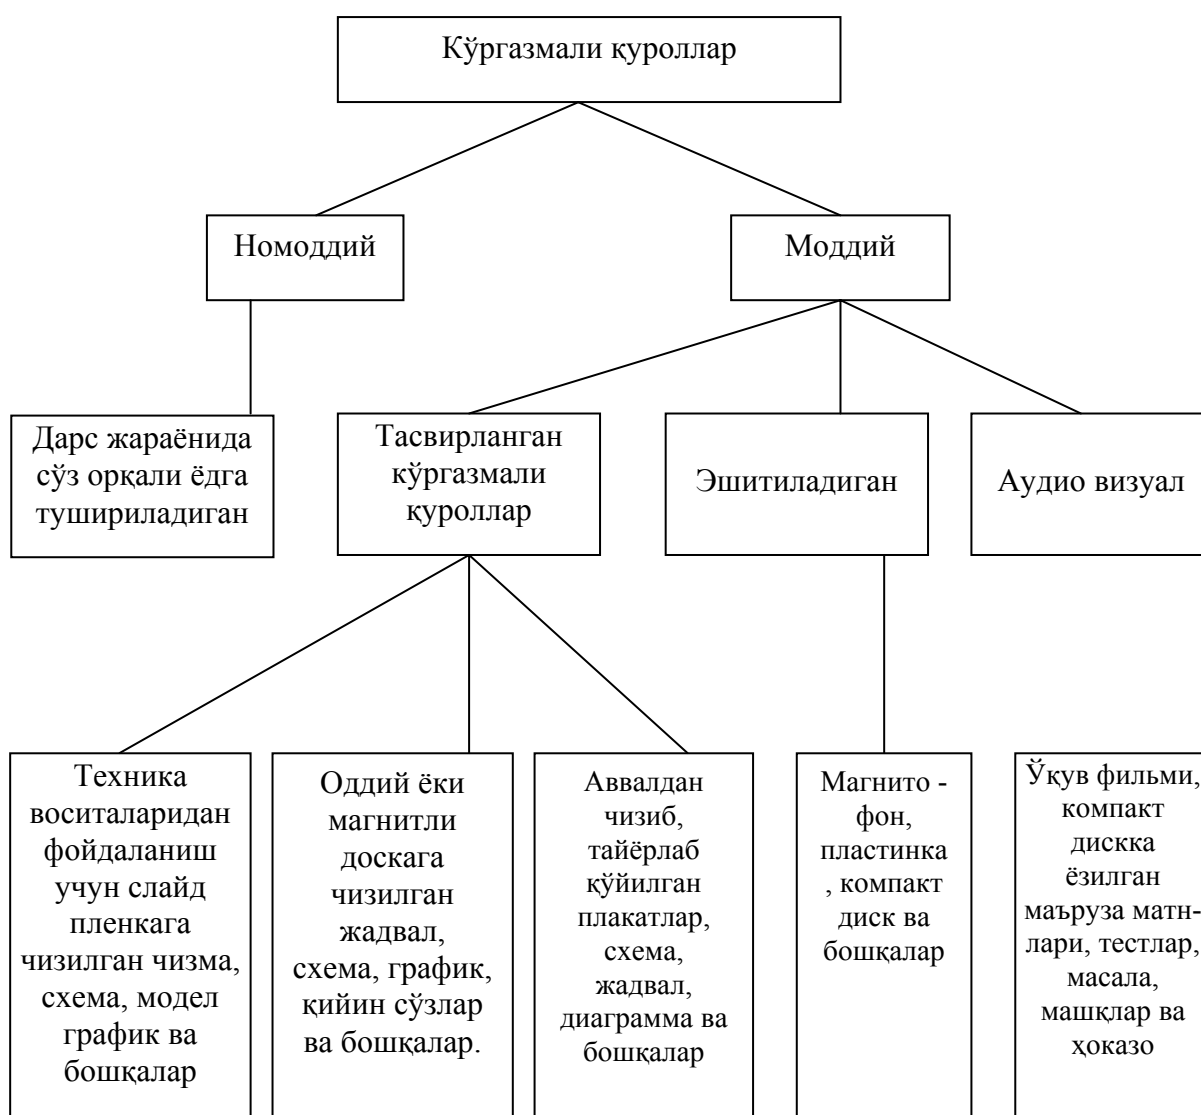 Кўргазмали қуроллар
Номоддий
Моддий
Дарс жараёнида
сўз орқали ёдга
тушириладиган
Тасвирланган
кўргазмали
қуроллар
Эшитиладиган
Аудио визуал
Техника
воситаларидан
фойдаланиш
учун слайд
пленкага
чизилган чизма,
схема, модел
график ва
бошқалар
Оддий ёки
магнитли
доскага
чизилган
жадвал,
схема, график,
қийин сўзлар
ва бошқалар.
Аввалдан
чизиб,
тайёрлаб
қўйилган
плакатлар,
схема,
жадвал,
диаграмма ва
бошқалар
Магнито -
фон,
пластинка
, компакт
диск ва
бошқалар
Ўқув фильми,
компакт
дискка
ёзилган
маъруза матн-
лари, тестлар,
масала,
машқлар ва
ҳоказо